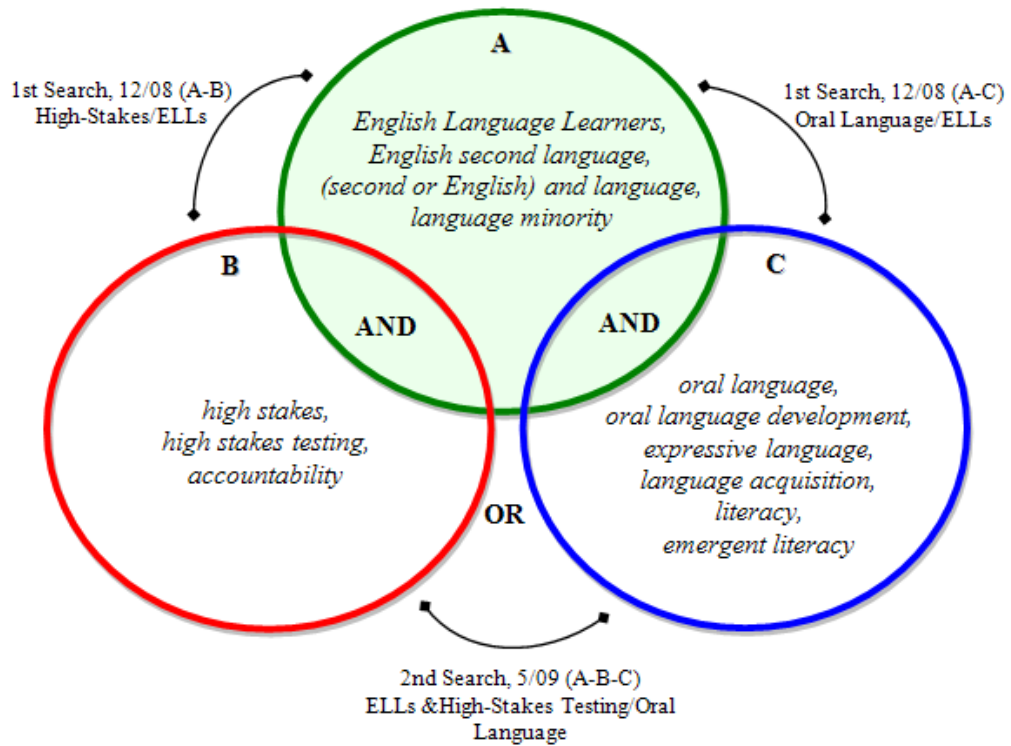 A
1st Search, 12/08 (A-B)
High-Stakes/ELLs
1st Search, 12/08 (A-C)
Oral Language/ELLs
English Language Learners,
English second language,
(second or English) and language,
language minority
B
C
AND
AND
high stakes,
high stakes testing,
accountability
oral language,
oral language development,
expressive language,
language acquisition,
literacy,
emergent literacy
OR
2nd Search, 5/09 (A-B-C)
ELLs &High-Stakes Testing/Oral
Language